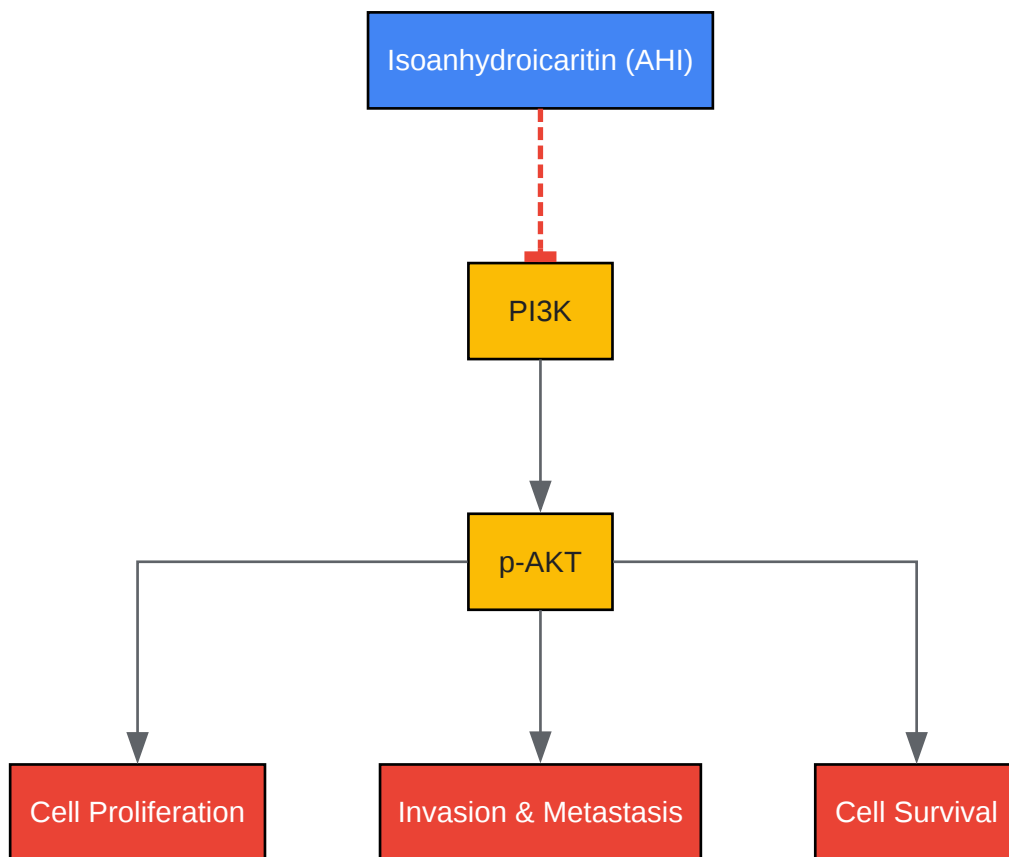 Isoanhydroicaritin (AHI)
PI3K
p-AKT
Cell Proliferation
Invasion & Metastasis
Cell Survival